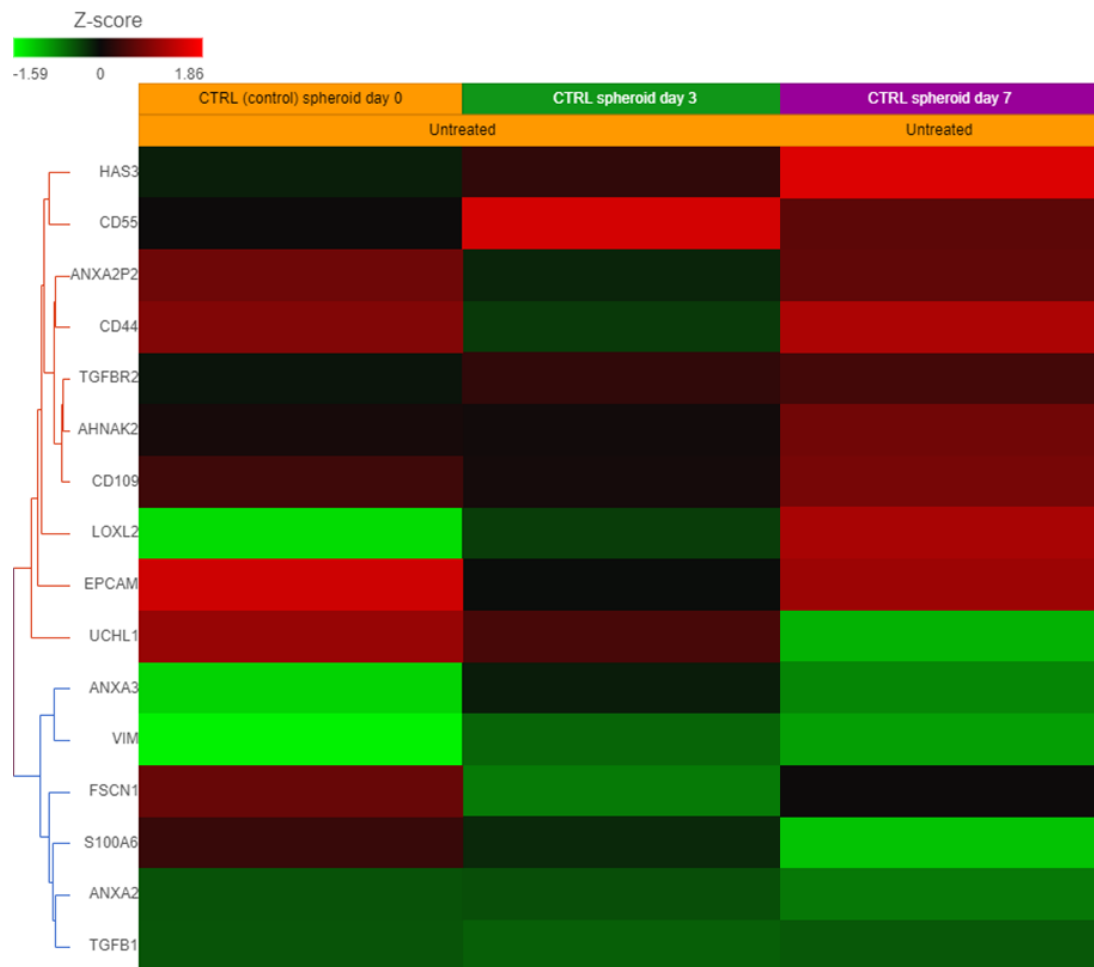 Z-score
-1.59 0 1.86
CTRL (control) spheroid day 0 CTRL spheroid day 3 CTRL spheroid day 7
Untreated Untreated
HAS3
CD55
ANXA2P2
CD44
TGFBR2
AHNAK2
CD109
LOXL2
EPCAM
UCHL1
ANXA3
VIM
FSCN1
S100A6
ANXA2
TGFB1